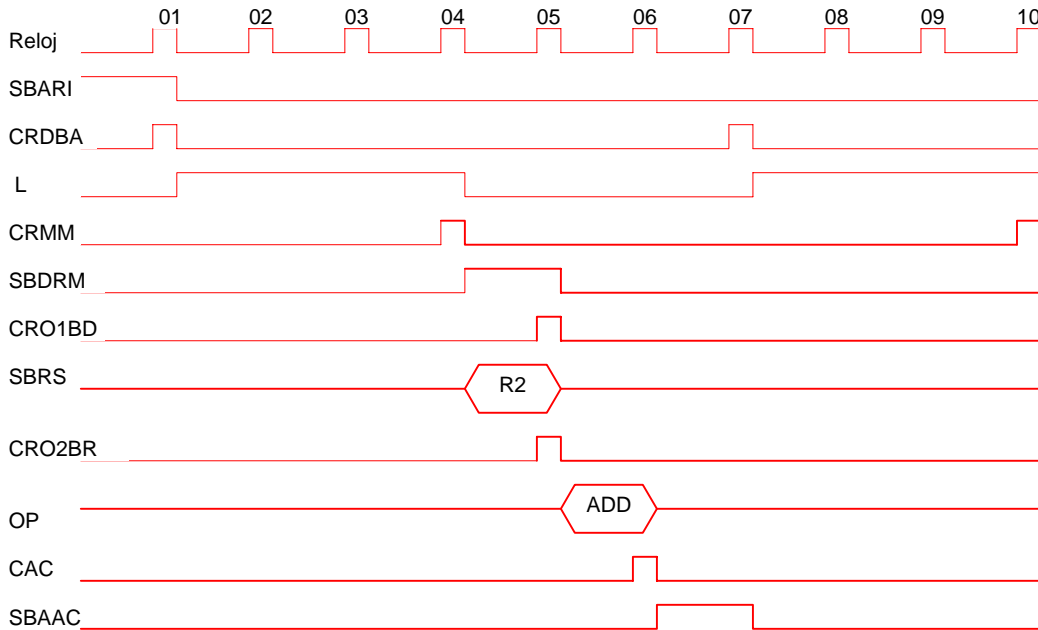 01 02 03 04 05 06 07 08 09 10
Reloj
SBARI
CRDBA
L
CRMM
SBDRM
CRO1BD
SBRS
R2
CRO2BR
ADD
OP
CAC
SBAAC